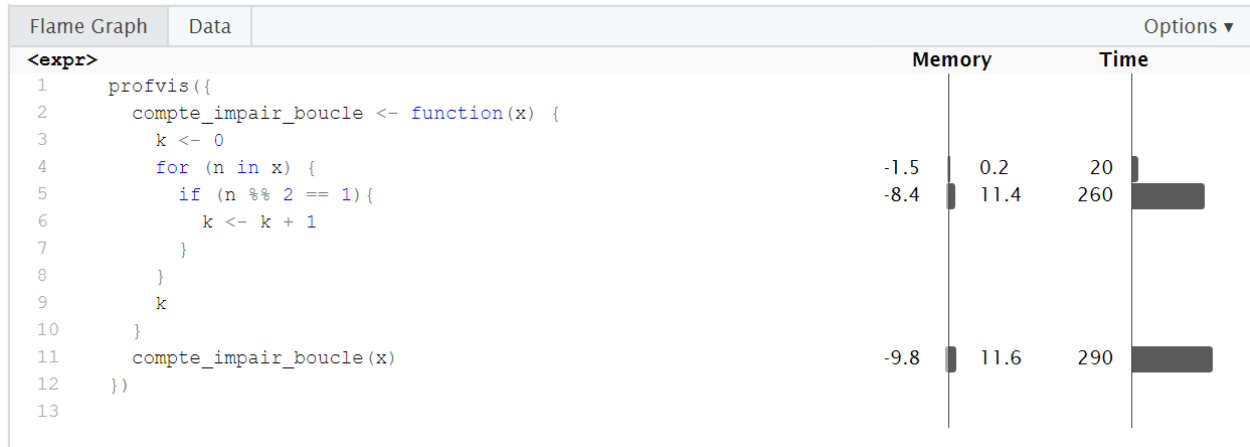 Flame Graph Data Options ▼
<expr> Memory Time
1 profvis({
2 compte_impair_boucle <- function(x) {
3 k <- 0
4 for (n in x) { -1.5 0.2 20
5 if (n %% 2 == 1){ -8.4 11.4 260
6 k <- k + 1
7 }
8 }
9 k
10 }
11 compte_impair_boucle(x) -9.8 11.6 290
12 })
13